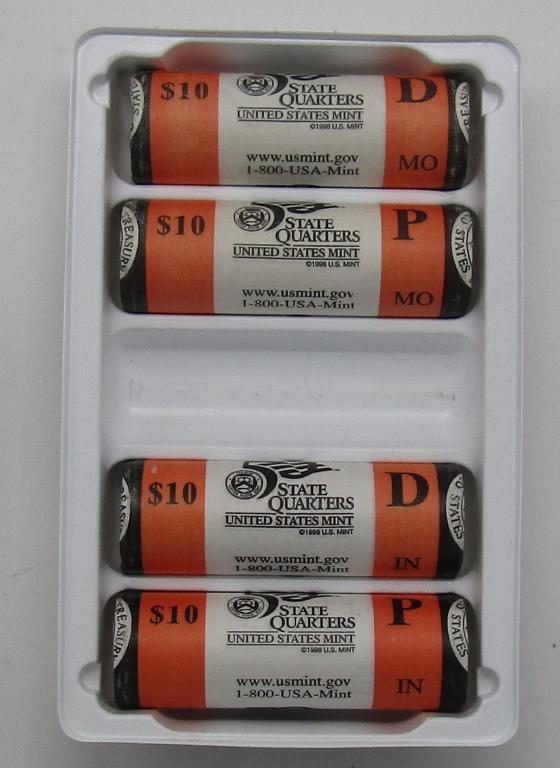 $10
STATE
QUARTERS
UNITED STATES MINT
©1998 U.S. MINT
www.usmint.gov
1-800-USA-Mint
D
MO
$10
STATE
QUARTERS
UNITED STATES MINT
©1998 U.S. MINT
www.usmint.gov
1-800-USA-Mint
P
MO
STATES
$10
STATE
QUARTERS
UNITED STATES MINT
©1998 U.S. MINT
www.usmint.gov
1-800-USA-Mint
D
IN
STATES
$10
STATE
QUARTERS
UNITED STATES MINT
©1998 U.S. MINT
www.usmint.gov
1-800-USA-Mint
P
IN
STATES